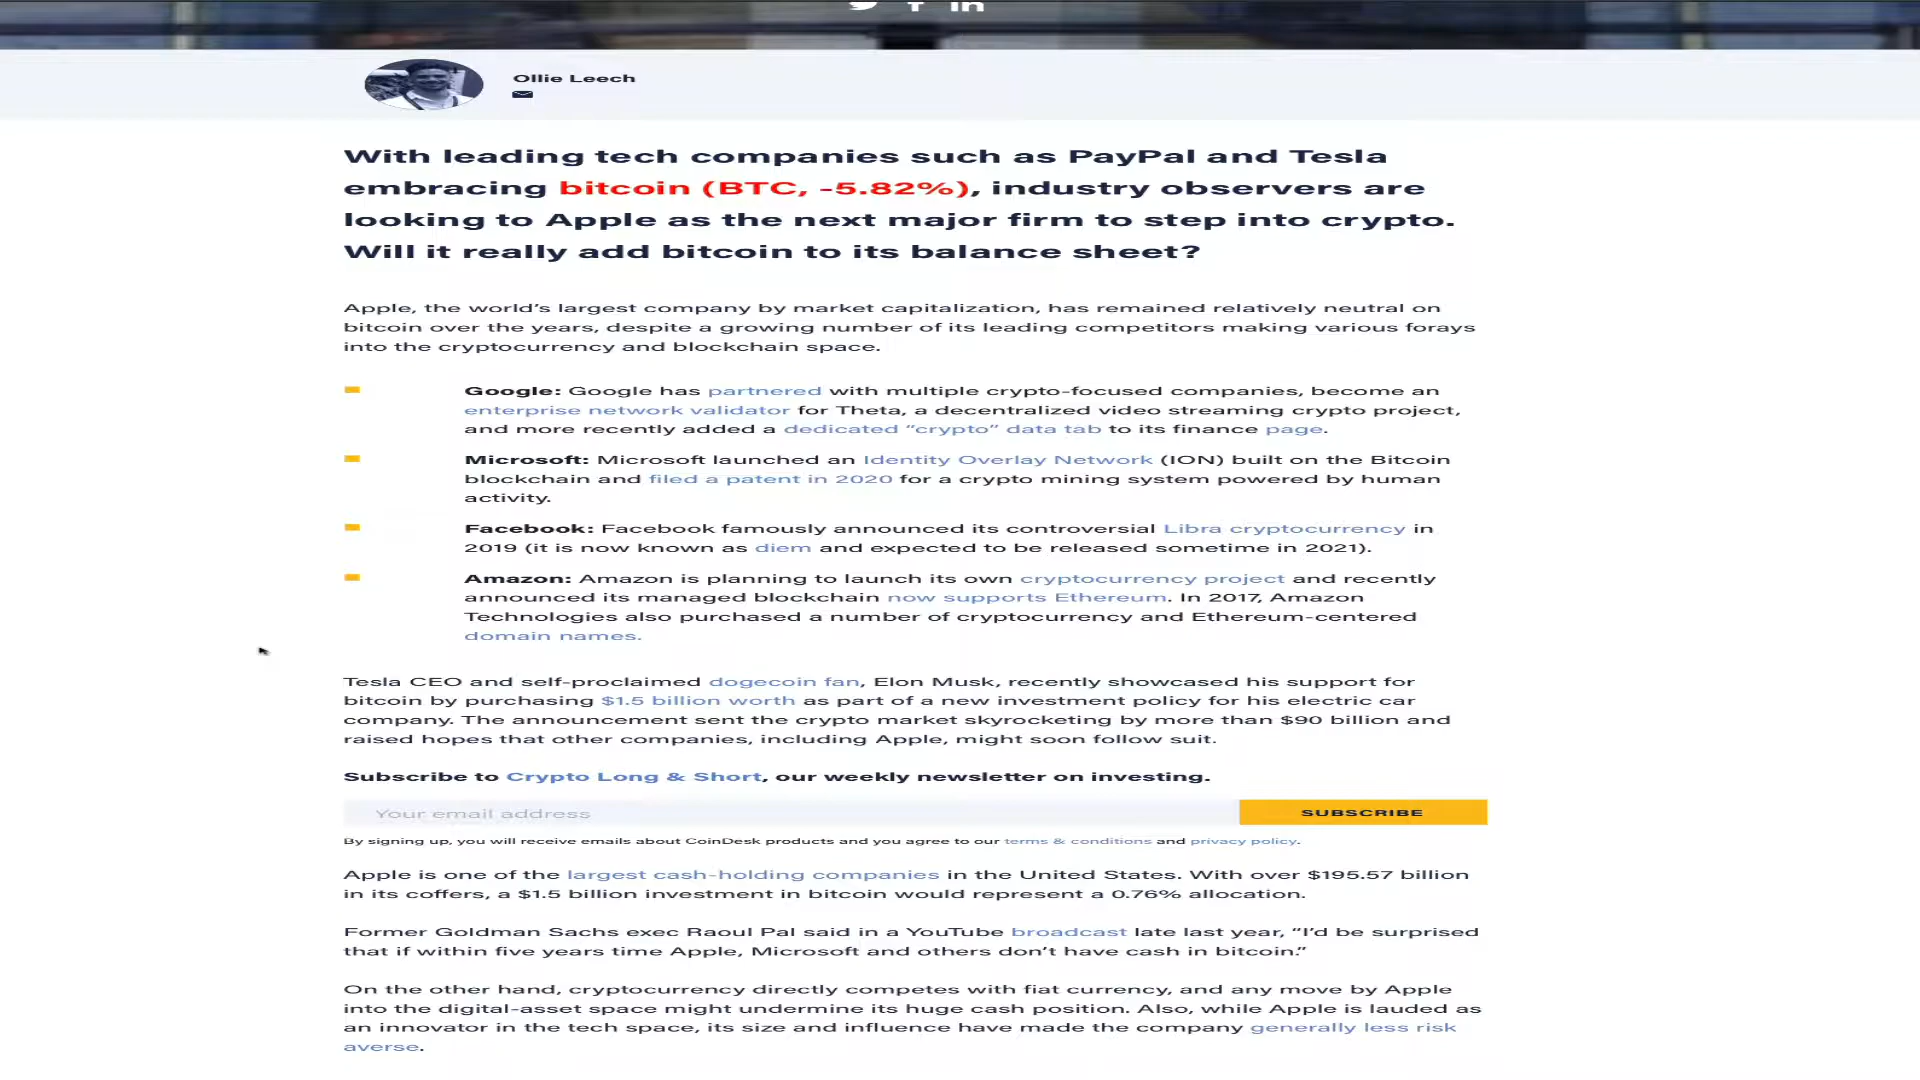 Ollie Leech
With leading tech companies such as PayPal and Tesla
embracing bitcoin (BTC, -5.82%), industry observers are
looking to Apple as the next major firm to step into crypto.
Will it really add bitcoin to its balance sheet?
Apple, the world's largest company by market capitalization, has remained relatively neutral on
bitcoin over the years, despite a growing number of its leading competitors making various forays
into the cryptocurrency and blockchain space.
Google: Google has partnered with multiple crypto-focused companies, become an
enterprise network validator for Theta, a decentralized video streaming crypto project,
and more recently added a dedicated “crypto” data tab to its finance page.
Microsoft: Microsoft launched an Identity Overlay Network (ION) built on the Bitcoin
blockchain and filed a patent in 2020 for a crypto mining system powered by human
activity.
Facebook: Facebook famously announced its controversial Libra cryptocurrency in
2019 (it is now known as diem and expected to be released sometime in 2021).
Amazon: Amazon is planning to launch its own cryptocurrency project and recently
announced its managed blockchain now supports Ethereum. In 2017, Amazon
Technologies also purchased a number of cryptocurrency and Ethereum-centered
domain names.
Tesla CEO and self-proclaimed dogecoin fan, Elon Musk, recently showcased his support for
bitcoin by purchasing $1.5 billion worth as part of a new investment policy for his electric car
company. The announcement sent the crypto market skyrocketing by more than $90 billion and
raised hopes that other companies, including Apple, might soon follow suit.
Subscribe to Crypto Long & Short, our weekly newsletter on investing.
Your email address
SUBSCRIBE
By signing up, you will receive emails about CoinDesk products and you agree to our terms & conditions and privacy policy.
Apple is one of the largest cash-holding companies in the United States. With over $195.57 billion
in its coffers, a $1.5 billion investment in bitcoin would represent a 0.76% allocation.
Former Goldman Sachs exec Raoul Pal said in a YouTube broadcast late last year, “I'd be surprised
that if within five years time Apple, Microsoft and others don't have cash in bitcoin.”
On the other hand, cryptocurrency directly competes with fiat currency, and any move by Apple
into the digital-asset space might undermine its huge cash position. Also, while Apple is lauded as
an innovator in the tech space, its size and influence have made the company generally less risk
averse.